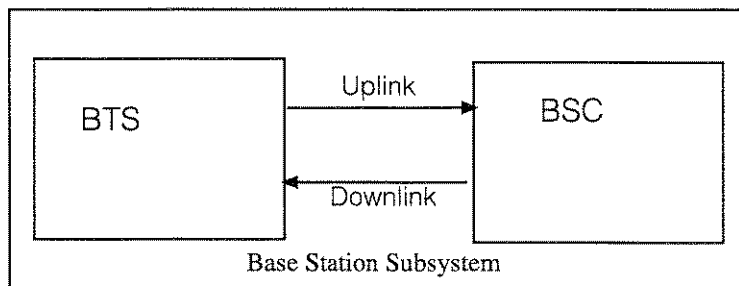 Uplink
BTS
BSC
Downlink
Base Station Subsystem